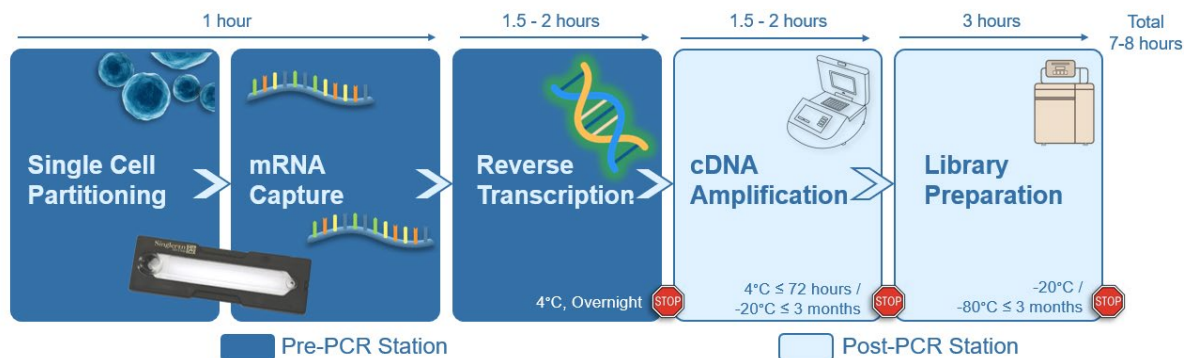 1 hour
1.5 - 2 hours
1.5 - 2 hours
3 hours
Total
7-8 hours
Single Cell
Partitioning
mRNA
Capture
Reverse
Transcription
4°C, Overnight
STOP
cDNA
Amplification
4°C ≤ 72 hours /
-20°C ≤ 3 months
STOP
Library
Preparation
-20°C /
-80°C ≤ 3 months
STOP
Pre-PCR Station
Post-PCR Station